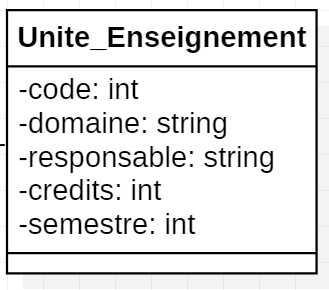 Unite_Enseignement
-code: int
-domaine: string
-responsable: string
-credits: int
-semestre: int